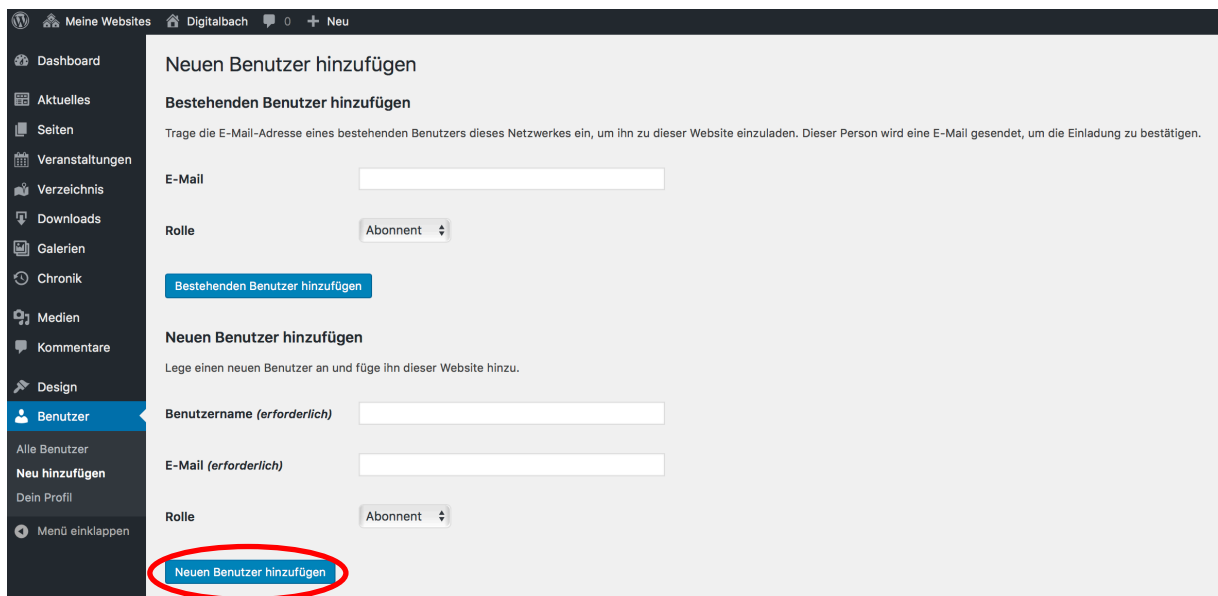 Meine Websites Digitalbach 0 + Neu
Dashboard
Aktuelles
Seiten
Veranstaltungen
Verzeichnis
Downloads
Galerien
Chronik
Medien
Kommentare
Design
Benutzer
Alle Benutzer
Neu hinzufügen
Dein Profil
Menü einklappen
Neuen Benutzer hinzufügen
Bestehenden Benutzer hinzufügen
Trage die E-Mail-Adresse eines bestehenden Benutzers dieses Netzwerkes ein, um ihn zu dieser Website einzuladen. Dieser Person wird eine E-Mail gesendet, um die Einladung zu bestätigen.
E-Mail
Rolle Abonnent
Bestehenden Benutzer hinzufügen
Neuen Benutzer hinzufügen
Lege einen neuen Benutzer an und füge ihn dieser Website hinzu.
Benutzername (erforderlich)
E-Mail (erforderlich)
Rolle Abonnent
Neuen Benutzer hinzufügen